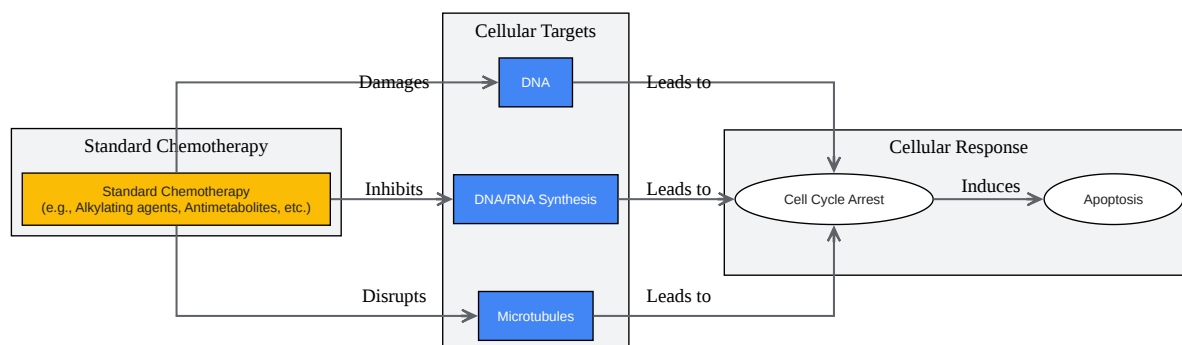 Cellular Targets
Damages
DNA
Leads to
Standard Chemotherapy
Standard Chemotherapy
(e.g., Alkylating agents, Antimetabolites, etc.)
Inhibits
DNA/RNA Synthesis
Leads to
Cellular Response
Cell Cycle Arrest
Induces
Apoptosis
Disrupts
Microtubules
Leads to